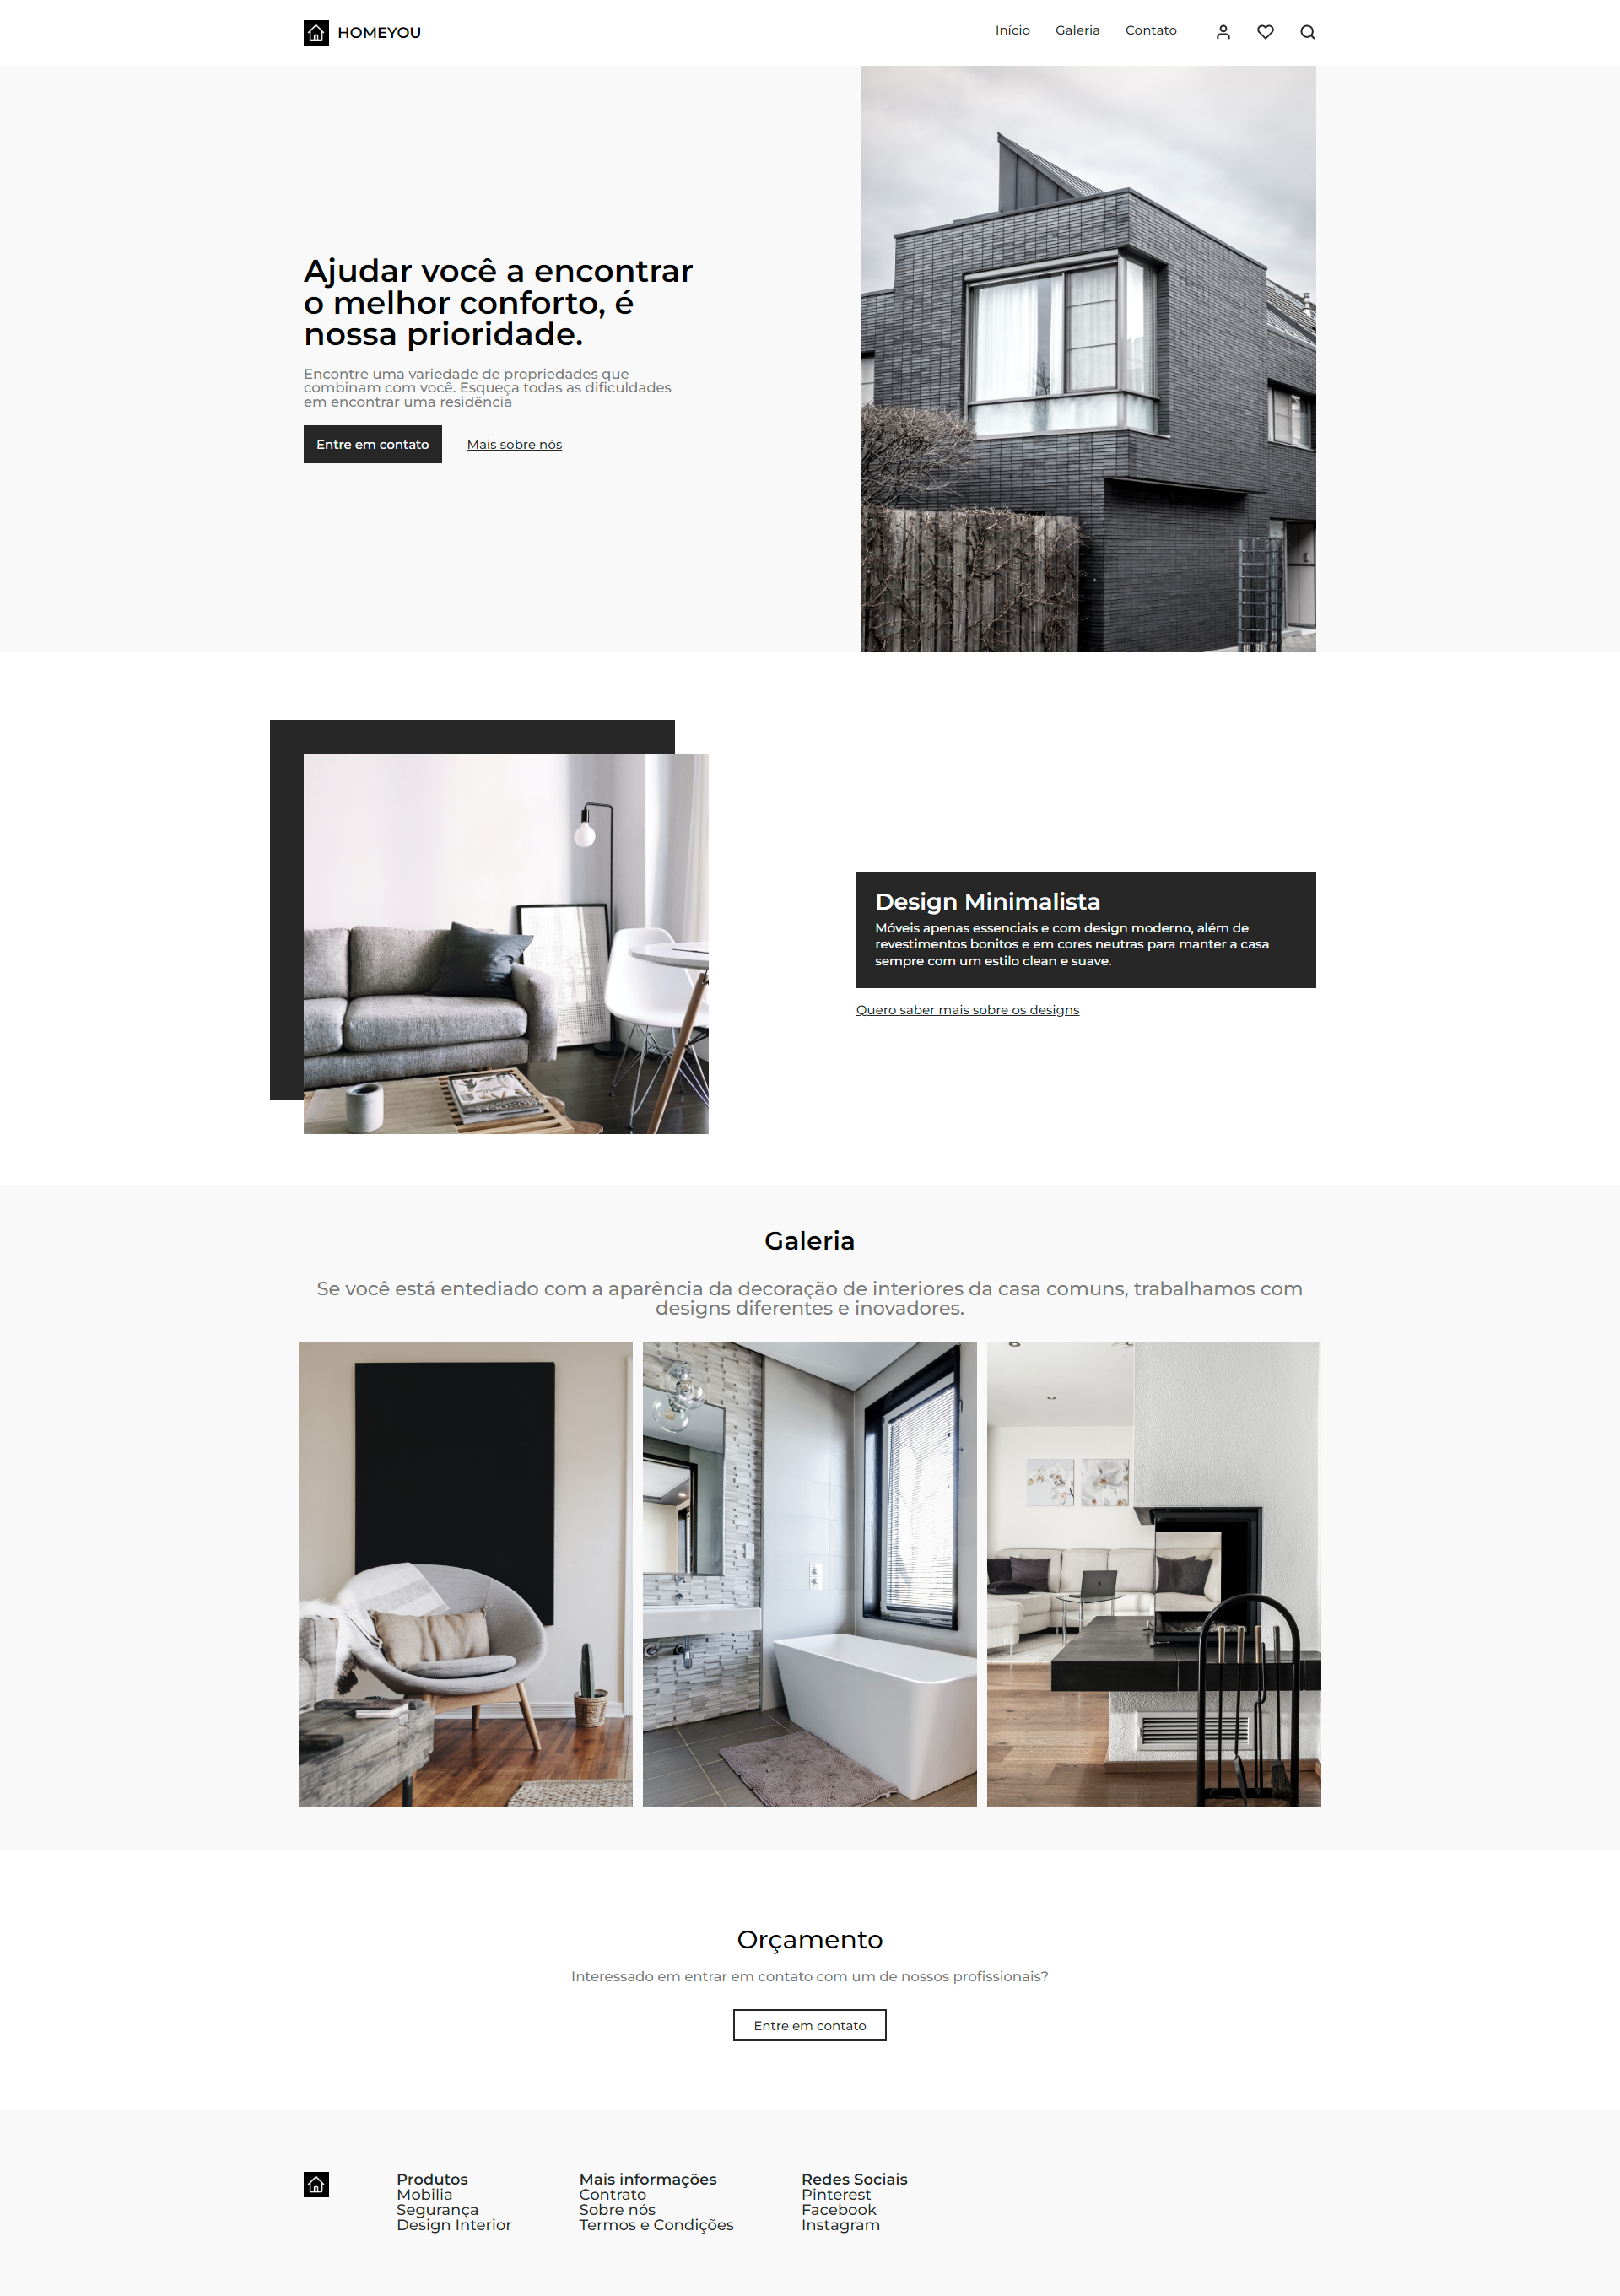 HOMEYOU
Início Galeria Contato
Ajudar você a encontrar
o melhor conforto, é
nossa prioridade.
Encontre uma variedade de propriedades que
combinam com você. Esqueça todas as dificuldades
em encontrar uma residência
Entre em contato Mais sobre nós
Design Minimalista
Móveis apenas essenciais e com design moderno, além de
revestimentos bonitos e em cores neutras para manter a casa
sempre com um estilo clean e suave.
Quero saber mais sobre os designs
Galeria
Se você está entediado com a aparência da decoração de interiores da casa comuns, trabalhamos com
designs diferentes e inovadores.
Orçamento
Interessado em entrar em contato com um de nossos profissionais?
Entre em contato
Produtos
Mobilia
Segurança
Design Interior
Mais informações
Contrato
Sobre nós
Termos e Condições
Redes Sociais
Pinterest
Facebook
Instagram